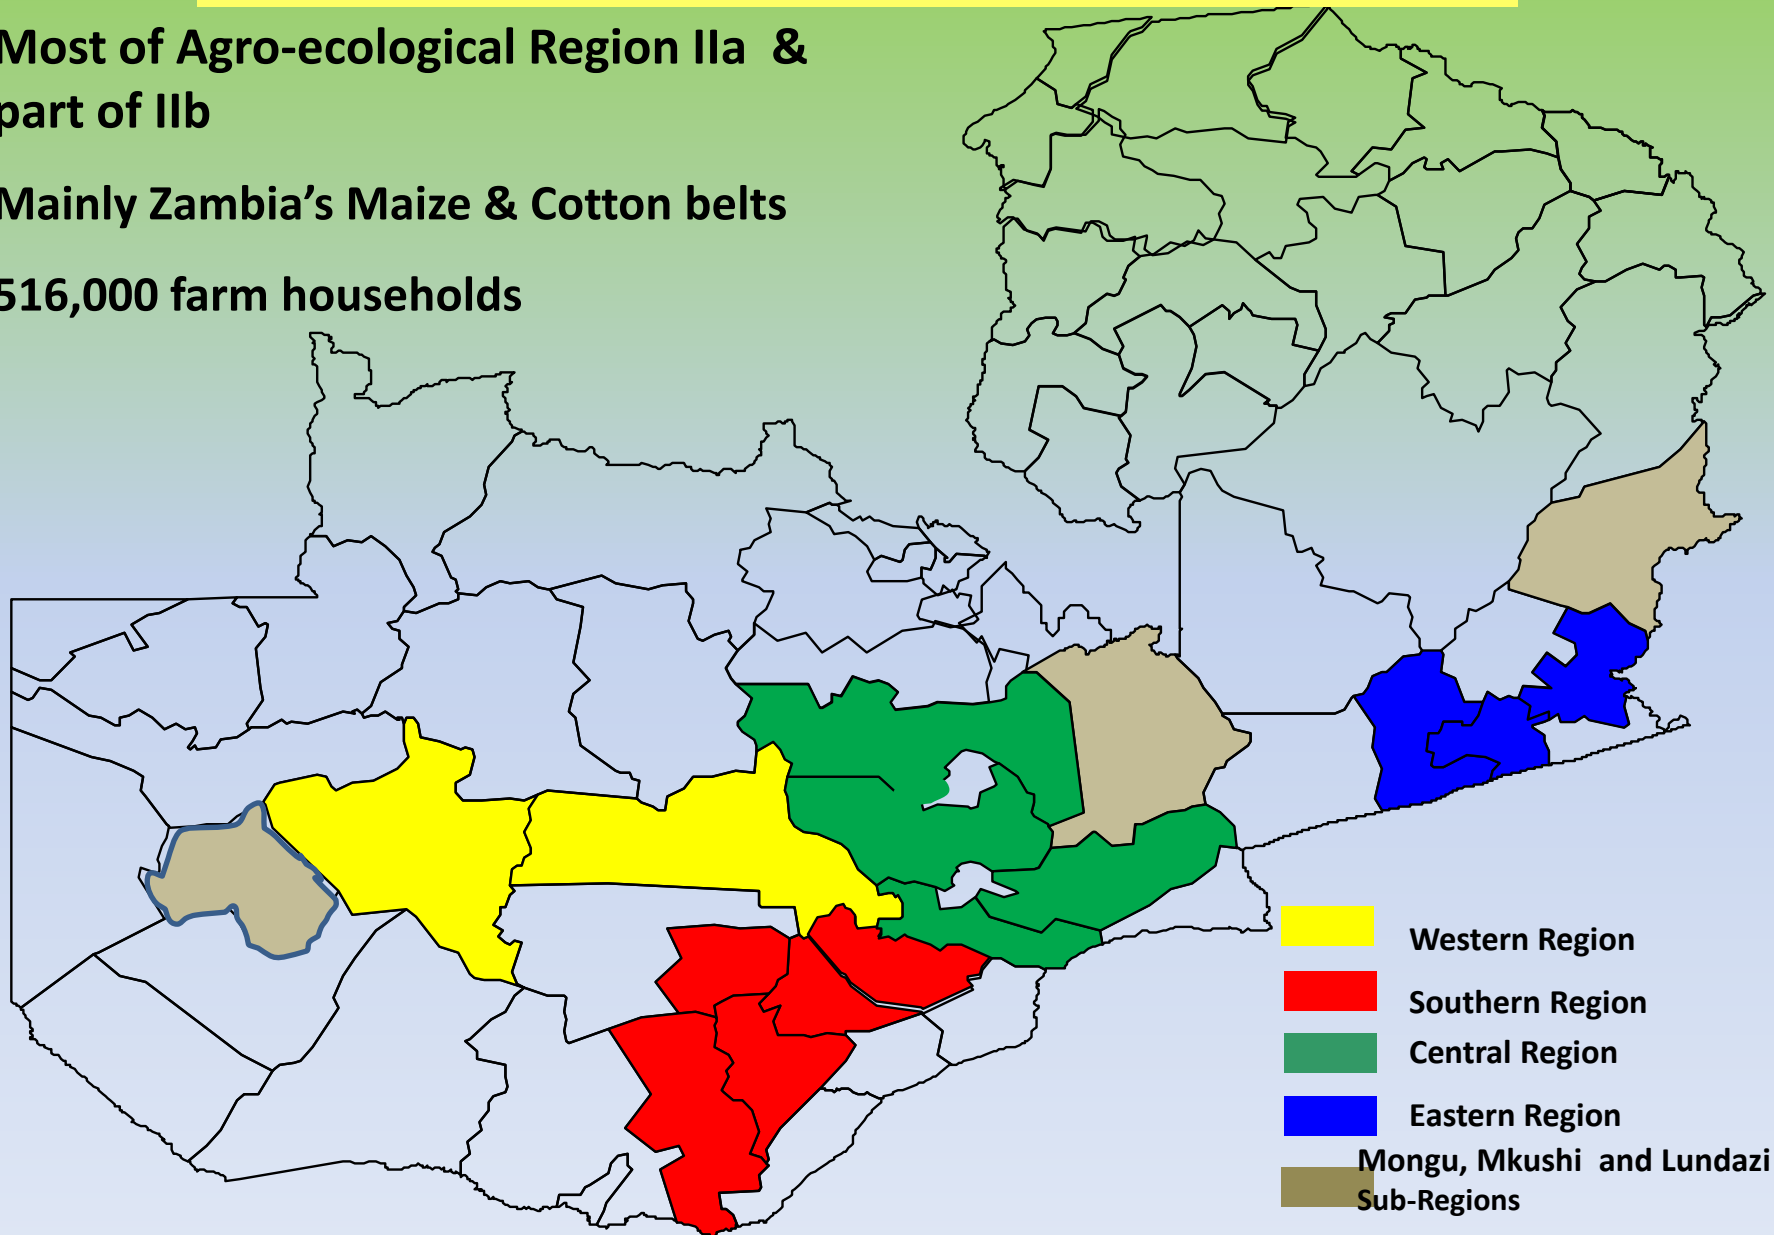 Most of Agro-ecological Region IIa &
part of IIb
Mainly Zambia’s Maize & Cotton belts
516,000 farm households
Western Region
Southern Region
Central Region
Eastern Region
Mongu, Mkushi and Lundazi
Sub-Regions